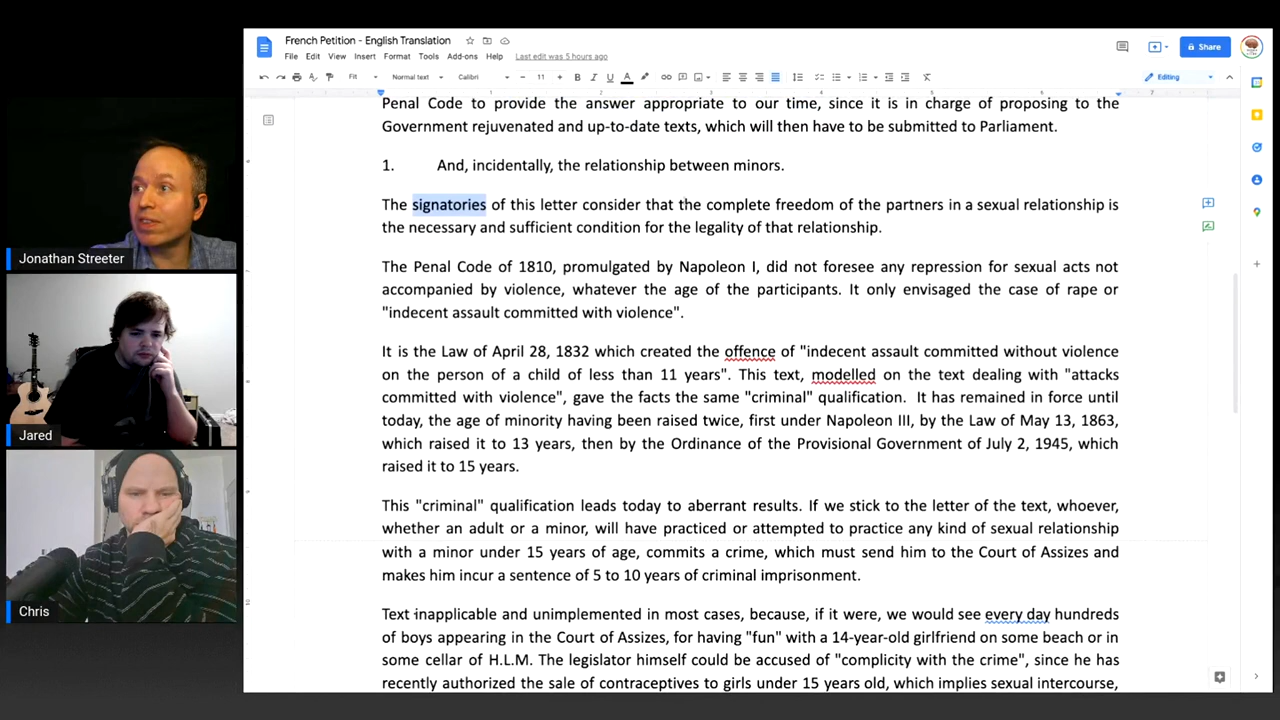 French Petition - English Translation
File Edit View Insert Format Tools Add-ons Help Last edit was 5 hours ago
Share
Fit Normal text Calibri 11 B I U A Editing
Penal Code to provide the answer appropriate to our time, since it is in charge of proposing to the
Government rejuvenated and up-to-date texts, which will then have to be submitted to Parliament.
1. And, incidentally, the relationship between minors.
The signatories of this letter consider that the complete freedom of the partners in a sexual relationship is
the necessary and sufficient condition for the legality of that relationship.
The Penal Code of 1810, promulgated by Napoleon I, did not foresee any repression for sexual acts not
accompanied by violence, whatever the age of the participants. It only envisaged the case of rape or
"indecent assault committed with violence".
It is the Law of April 28, 1832 which created the offence of "indecent assault committed without violence
on the person of a child of less than 11 years". This text, modelled on the text dealing with "attacks
committed with violence", gave the facts the same "criminal" qualification. It has remained in force until
today, the age of minority having been raised twice, first under Napoleon III, by the Law of May 13, 1863,
which raised it to 13 years, then by the Ordinance of the Provisional Government of July 2, 1945, which
raised it to 15 years.
This "criminal" qualification leads today to aberrant results. If we stick to the letter of the text, whoever,
whether an adult or a minor, will have practiced or attempted to practice any kind of sexual relationship
with a minor under 15 years of age, commits a crime, which must send him to the Court of Assizes and
makes him incur a sentence of 5 to 10 years of criminal imprisonment.
Text inapplicable and unimplemented in most cases, because, if it were, we would see every day hundreds
of boys appearing in the Court of Assizes, for having "fun" with a 14-year-old girlfriend on some beach or in
some cellar of H.L.M. The legislator himself could be accused of "complicity with the crime", since he has
recently authorized the sale of contraceptives to girls under 15 years old, which implies sexual intercourse,
Jonathan Streeter
Jared
Chris